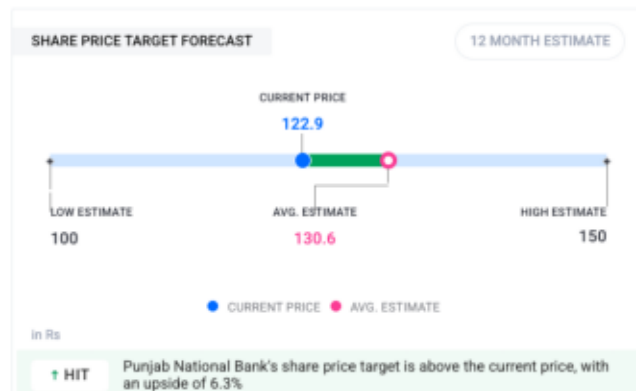 SHARE PRICE TARGET FORECAST
12 MONTH ESTIMATE
CURRENT PRICE
122.9
LOW ESTIMATE
AVG. ESTIMATE
HIGH ESTIMATE
100
130.6
150
CURRENT PRICE
AVG. ESTIMATE
in Rs
↑ HIT
Punjab National Bank's share price target is above the current price, with
an upside of 6.3%